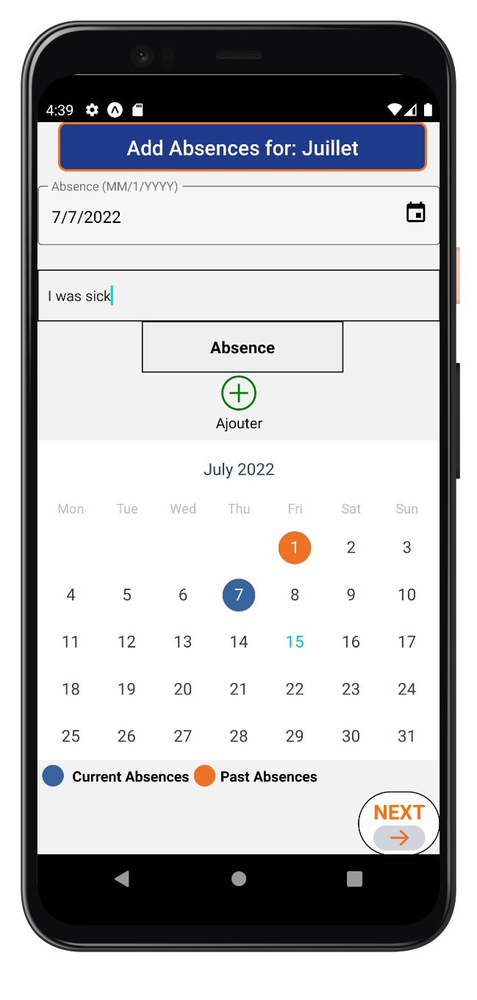 4:39
Add Absences for: Juillet
Absence (MM/1/YYYY)
7/7/2022
I was sick
Absence
Ajouter
July 2022
Mon Tue Wed Thu Fri Sat Sun
1 2 3
4 5 6 7 8 9 10
11 12 13 14 15 16 17
18 19 20 21 22 23 24
25 26 27 28 29 30 31
Current Absences Past Absences
NEXT